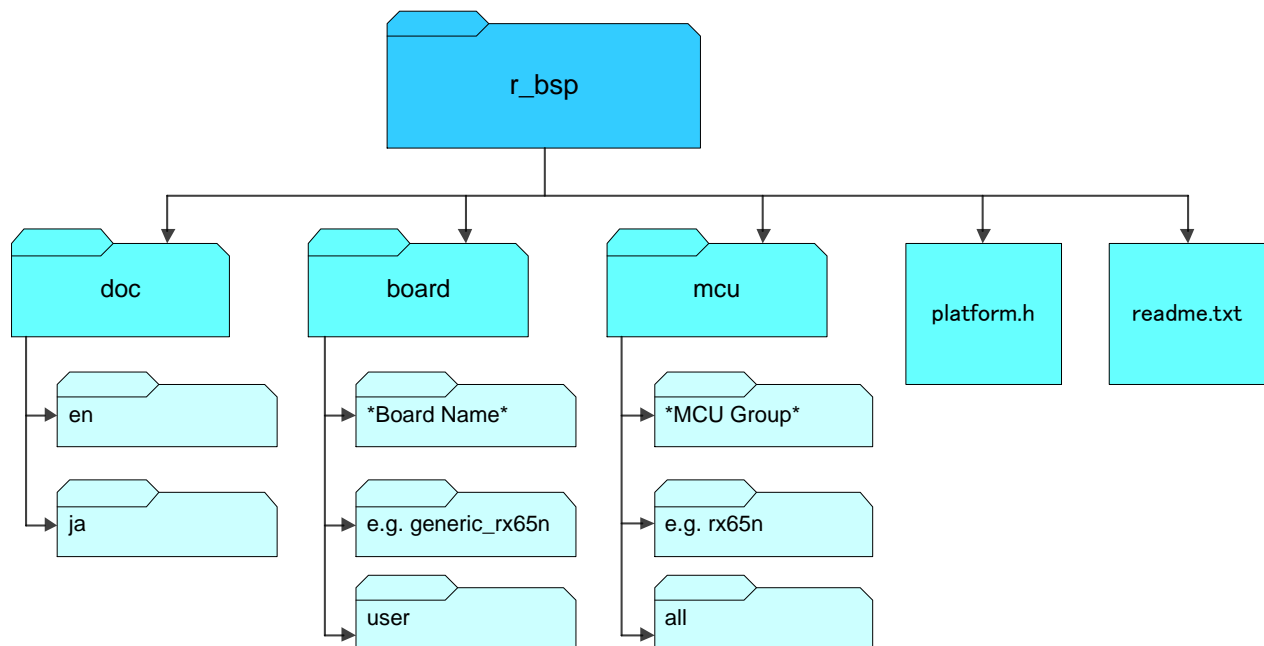 r_bsp
doc
board
mcu
platform.h
readme.txt
en
*Board Name*
*MCU Group*
ja
e.g. generic_rx65n
e.g. rx65n
user
all